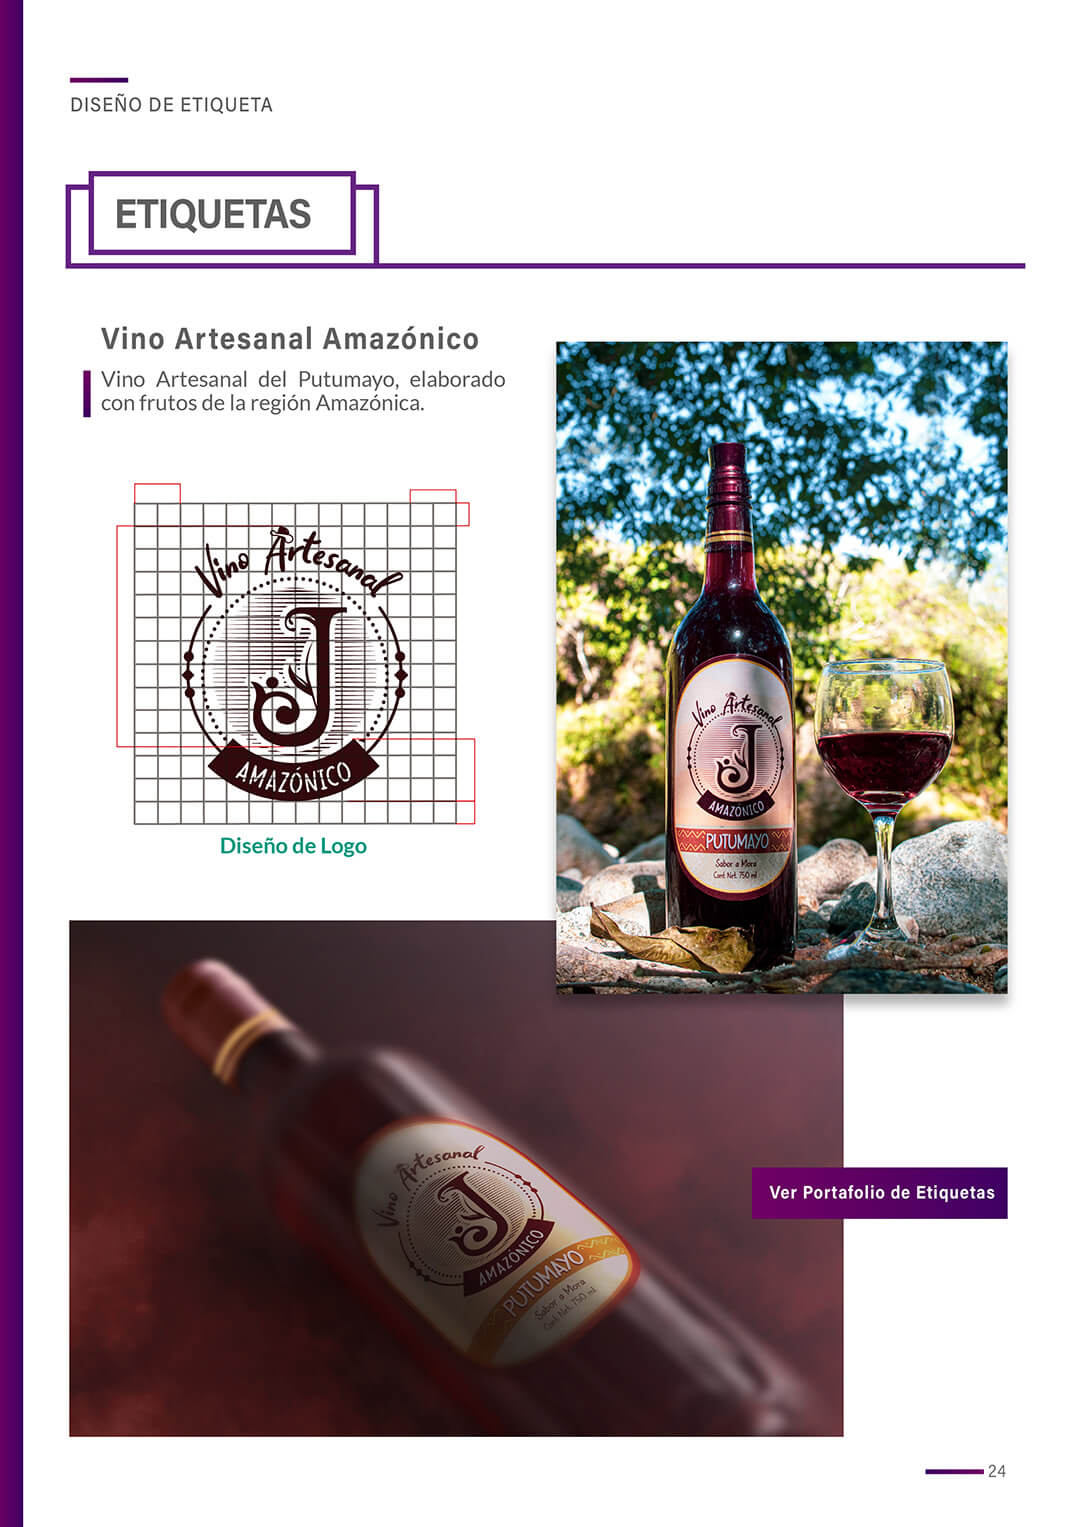 DISEÑO DE ETIQUETA
ETIQUETAS
Vino Artesanal Amazónico
Vino Artesanal del Putumayo, elaborado
con frutos de la región Amazónica.
Vino Artesanal
J
AMAZÓNICO
Diseño de Logo
Vino Artesanal
J
AMAZÓNICO
PUTUMAYO
Sabor a Mora
Cont Net. 750 ml
Vino Artesanal
J
AMAZÓNICO
PUTUMAYO
Sabor a Mora
Cont Net. 750 ml
Ver Portafolio de Etiquetas
24